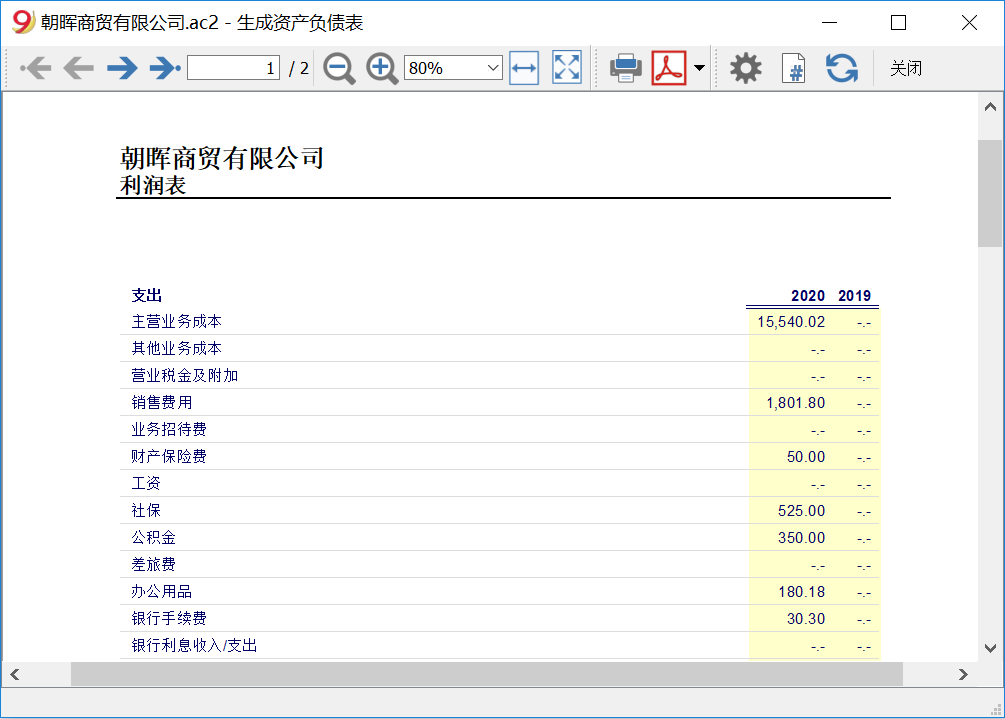 朝晖商贸有限公司.ac2 - 生成资产负债表
1 / 2 80% 关闭
朝晖商贸有限公司
利润表
支出 2020 2019
主营业务成本 15,540.02 -.-
其他业务成本 -.- -.-
营业税金及附加 -.- -.-
销售费用 1,801.80 -.-
业务招待费 -.- -.-
财产保险费 50.00 -.-
工资 -.- -.-
社保 525.00 -.-
公积金 350.00 -.-
差旅费 -.- -.-
办公用品 180.18 -.-
银行手续费 30.30 -.-
银行利息收入/支出 -.- -.-